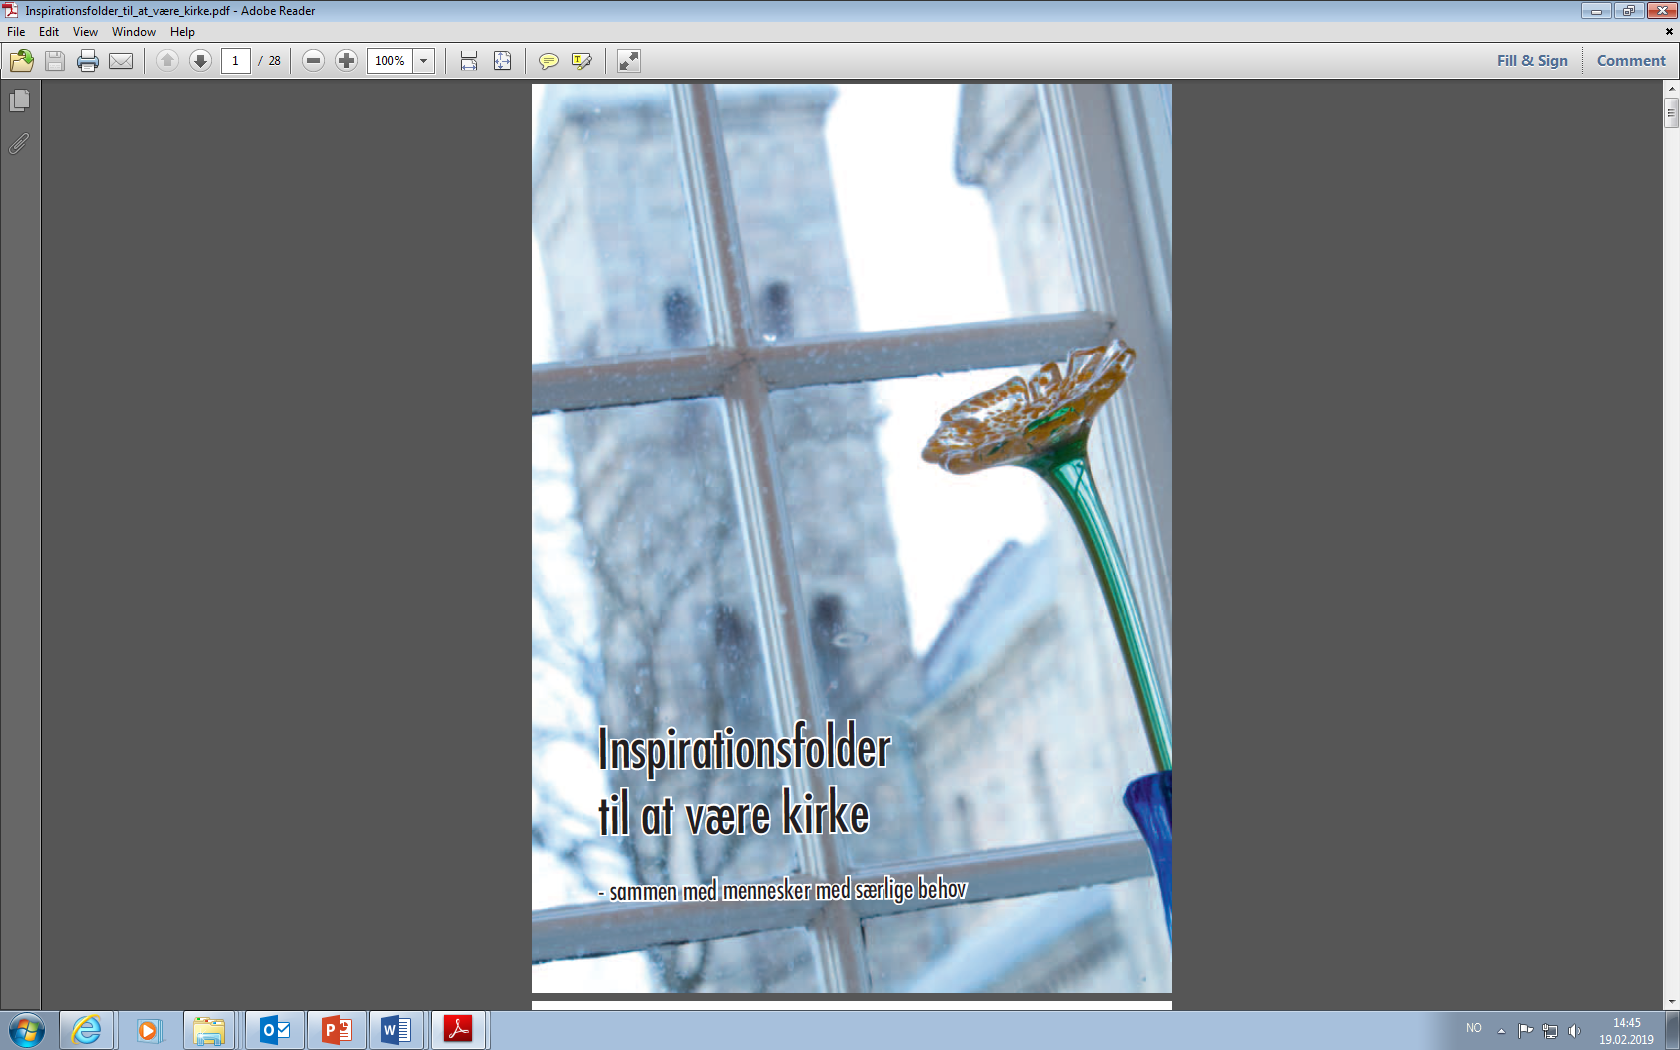 Inspirationsfolder_til_at_være_kirke.pdf - Adobe Reader
File Edit View Window Help
1 / 28 100% Fill & Sign Comment
Inspirationsfolder
til at være kirke
- sammen med mennesker med særlige behov
NO 14:45
19.02.2019